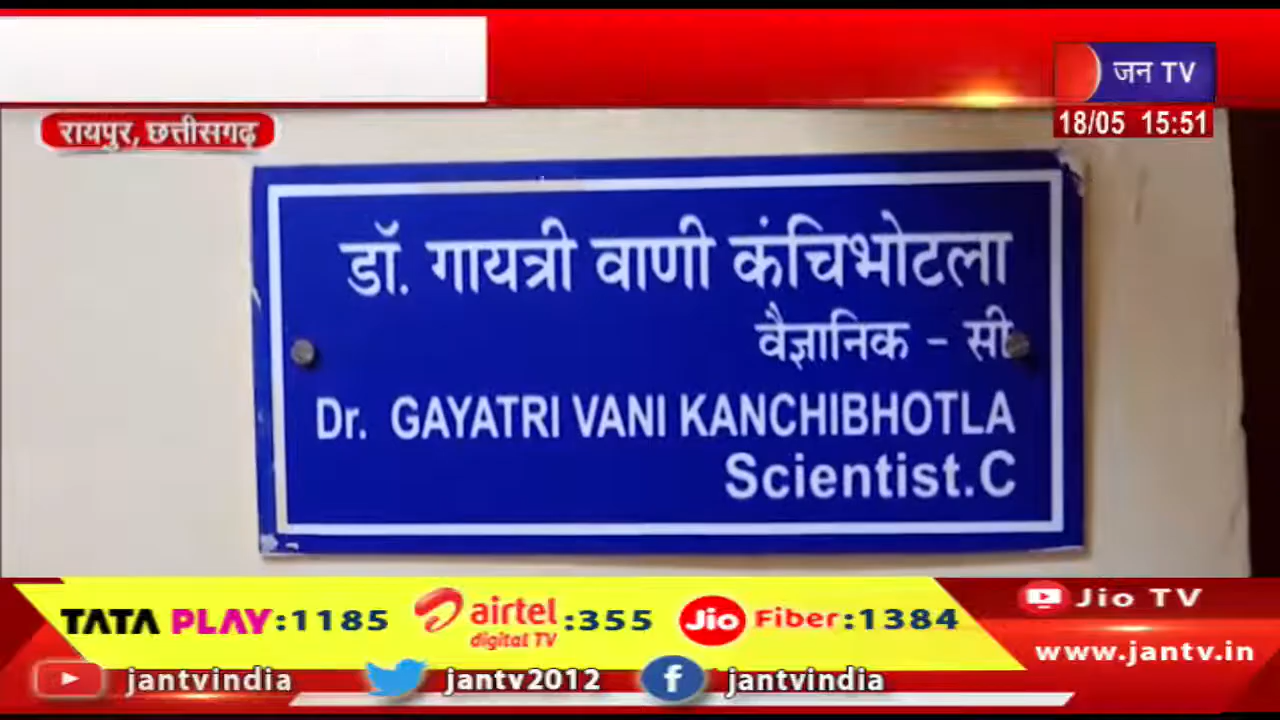 जन TV
18/05 15:51
रायपुर, छत्तीसगढ़
डॉ. गायत्री वाणी कंचिभोटला
वैज्ञानिक - सी
Dr. GAYATRI VANI KANCHIBHOTLA
Scientist.C
TATA PLAY:1185 airtel digital TV :355 Jio Fiber:1384
Jio TV
www.jantv.in
jantvindia jantv2012 jantvindia